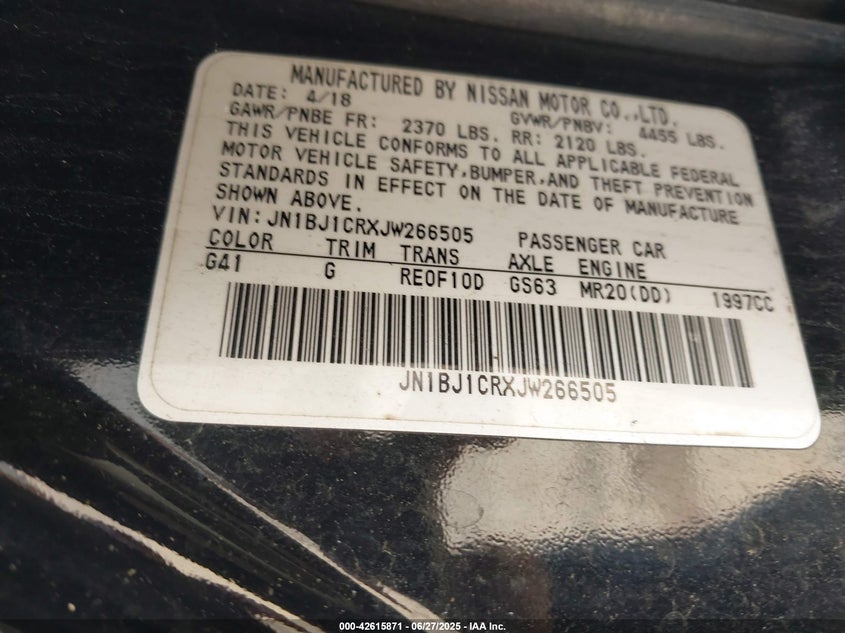 MANUFACTURED BY NISSAN MOTOR CO.,LTD.
DATE: 4/18 GVWR/PNBV: 4455 LBS.
GAWR/PNBE FR: 2370 LBS. RR: 2120 LBS.
THIS VEHICLE CONFORMS TO ALL APPLICABLE FEDERAL
MOTOR VEHICLE SAFETY,BUMPER,AND THEFT PREVENTION
STANDARDS IN EFFECT ON THE DATE OF MANUFACTURE
SHOWN ABOVE.
VIN:JN1BJ1CRXJW266505 PASSENGER CAR
COLOR TRIM TRANS AXLE ENGINE
G41 G RE0F10D GS63 MR20(DD) 1997CC
JN1BJ1CRXJW266505
000-42615871 — 06/27/2025 — IAA Inc.